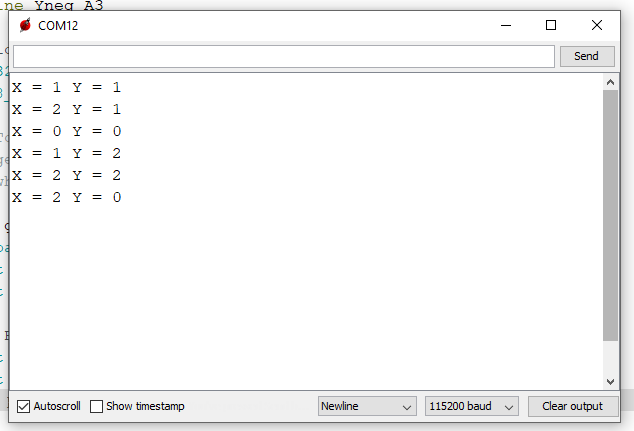 ine Yneg A3
COM12
Send
X = 1 Y = 1
X = 2 Y = 1
X = 0 Y = 0
X = 1 Y = 2
X = 2 Y = 2
X = 2 Y = 0
Autoscroll
Show timestamp
Newline
115200 baud
Clear output